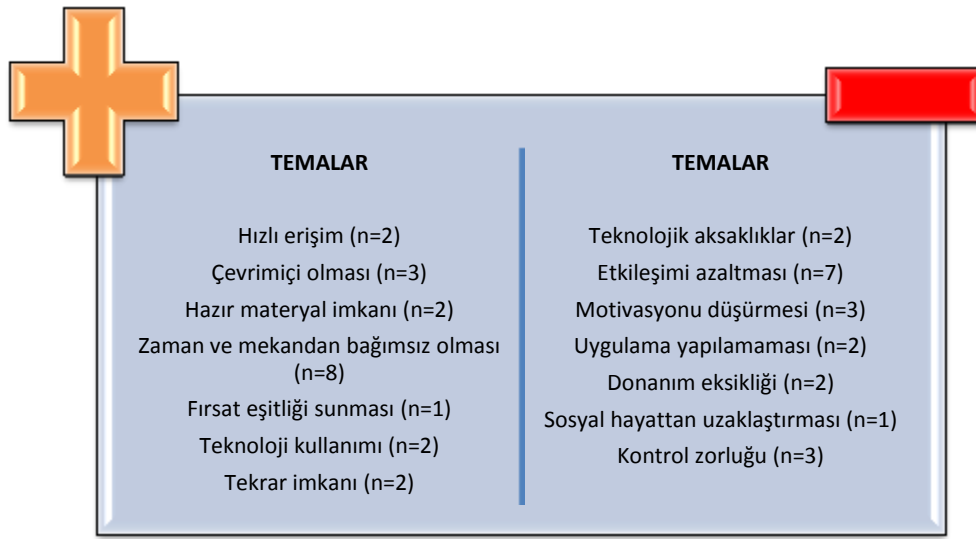 TEMALAR
Hızlı erişim (n=2)
Çevrimiçi olması (n=3)
Hazır materyal imkanı (n=2)
Zaman ve mekandan bağımsız olması
(n=8)
Fırsat eşitliği sunması (n=1)
Teknoloji kullanımı (n=2)
Tekrar imkanı (n=2)
TEMALAR
Teknolojik aksaklıklar (n=2)
Etkileşimi azaltması (n=7)
Motivasyonu düşürmesi (n=3)
Uygulama yapılamaması (n=2)
Donanım eksikliği (n=2)
Sosyal hayattan uzaklaştırması (n=1)
Kontrol zorluğu (n=3)